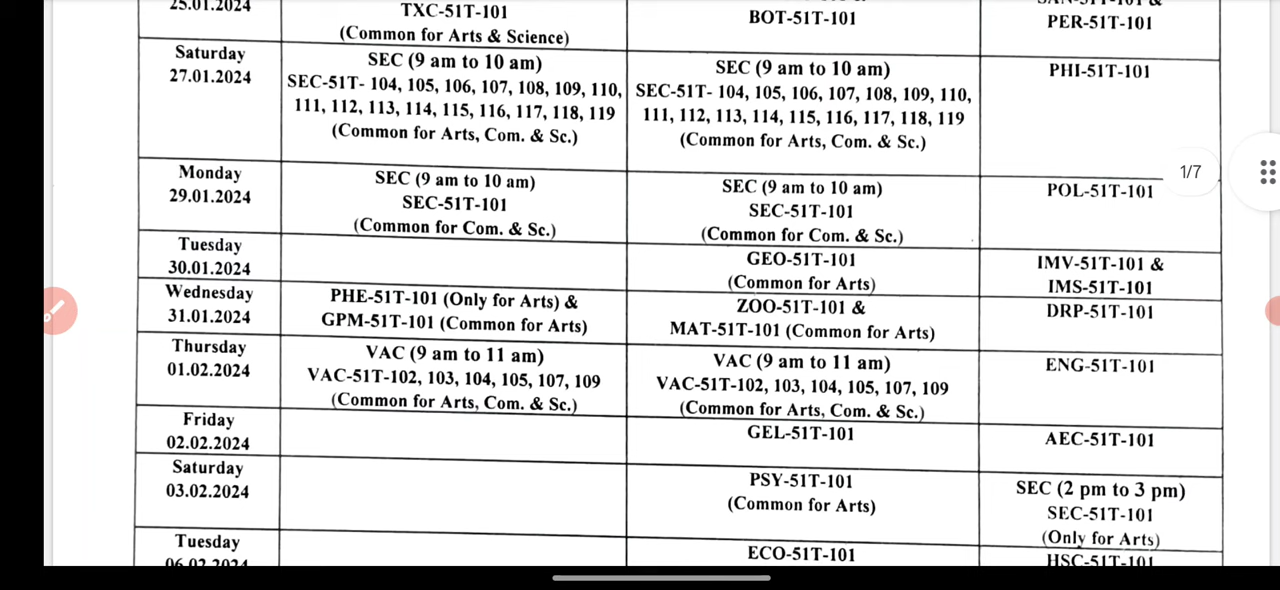 25.01.2024
TXC-51T-101
(Common for Arts & Science)
BOT-51T-101
PER-51T-101
Saturday
27.01.2024
SEC (9 am to 10 am)
SEC-51T- 104, 105, 106, 107, 108, 109, 110,
111, 112, 113, 114, 115, 116, 117, 118, 119
(Common for Arts, Com. & Sc.)
SEC (9 am to 10 am)
SEC-51T- 104, 105, 106, 107, 108, 109, 110,
111, 112, 113, 114, 115, 116, 117, 118, 119
(Common for Arts, Com. & Sc.)
PHI-51T-101
1/7
Monday
29.01.2024
SEC (9 am to 10 am)
SEC-51T-101
(Common for Com. & Sc.)
SEC (9 am to 10 am)
SEC-51T-101
(Common for Com. & Sc.)
POL-51T-101
Tuesday
30.01.2024
GEO-51T-101
(Common for Arts)
IMV-51T-101 &
IMS-51T-101
Wednesday
31.01.2024
PHE-51T-101 (Only for Arts) &
GPM-51T-101 (Common for Arts)
ZOO-51T-101 &
MAT-51T-101 (Common for Arts)
DRP-51T-101
Thursday
01.02.2024
VAC (9 am to 11 am)
VAC-51T-102, 103, 104, 105, 107, 109
(Common for Arts, Com. & Sc.)
VAC (9 am to 11 am)
VAC-51T-102, 103, 104, 105, 107, 109
(Common for Arts, Com. & Sc.)
ENG-51T-101
Friday
02.02.2024
GEL-51T-101
AEC-51T-101
Saturday
03.02.2024
PSY-51T-101
(Common for Arts)
SEC (2 pm to 3 pm)
SEC-51T-101
(Only for Arts)
Tuesday
06.02.2024
ECO-51T-101
HSC-51T-101